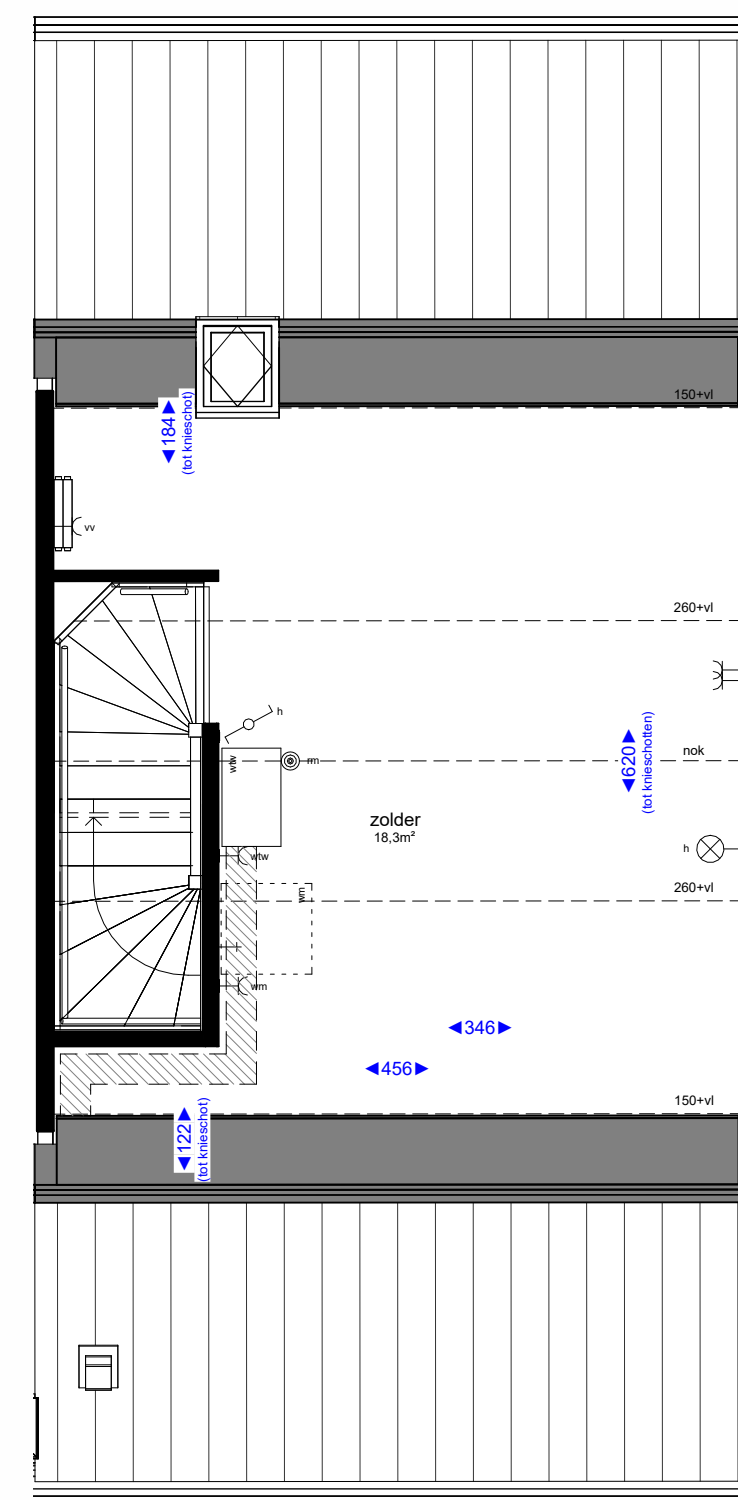 150+vl
184
(tot knieschot)
vv
260+vl
h
620
(tot knieschotten)
nok
wtw
rm
zolder
18,3m²
h
wtw
260+vl
wm
wm
346
456
150+vl
122
(tot knieschot)